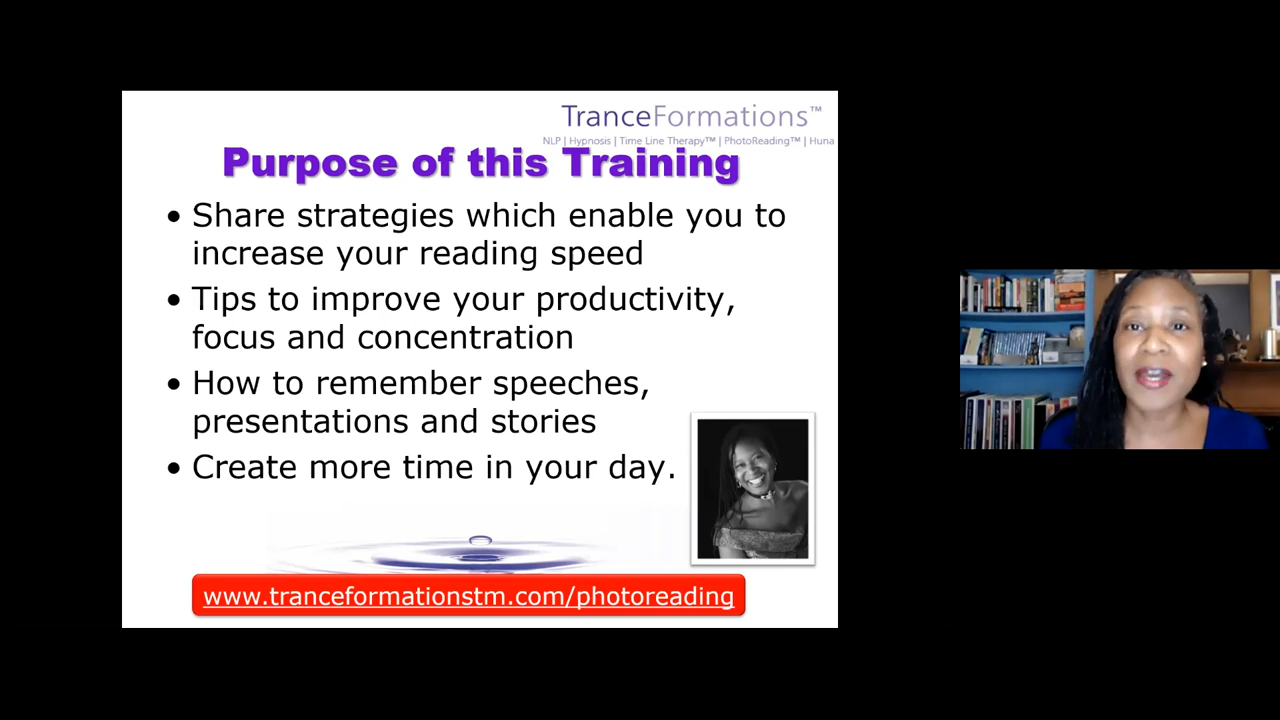 TranceFormations™
NLP | Hypnosis | Time Line Therapy™ | PhotoReading™ | Huna
Purpose of this Training
• Share strategies which enable you to
increase your reading speed
• Tips to improve your productivity,
focus and concentration
• How to remember speeches,
presentations and stories
• Create more time in your day.
www.tranceformationstm.com/photoreading